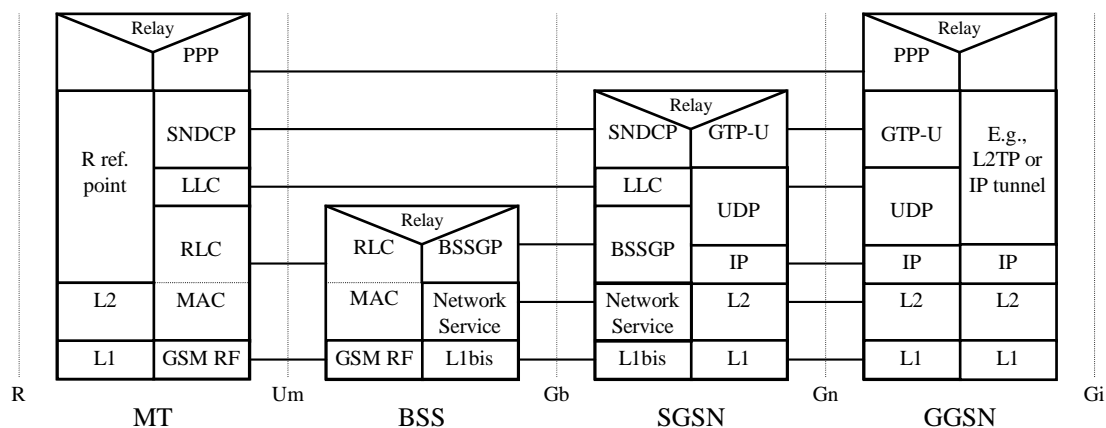 Relay
Relay
PPP
PPP
Relay
SNDCP
SNDCP
GTP-U
GTP-U
E.g.,
L2TP or
IP tunnel
R ref.
point
LLC
LLC
UDP
UDP
Relay
RLC
RLC
BSSGP
BSSGP
IP
IP
IP
L2
MAC
MAC
Network
Service
Network
Service
L2
L2
L2
L1
GSM RF
GSM RF
L1bis
L1bis
L1
L1
L1
R
Um
Gb
Gn
Gi
MT
BSS
SGSN
GGSN